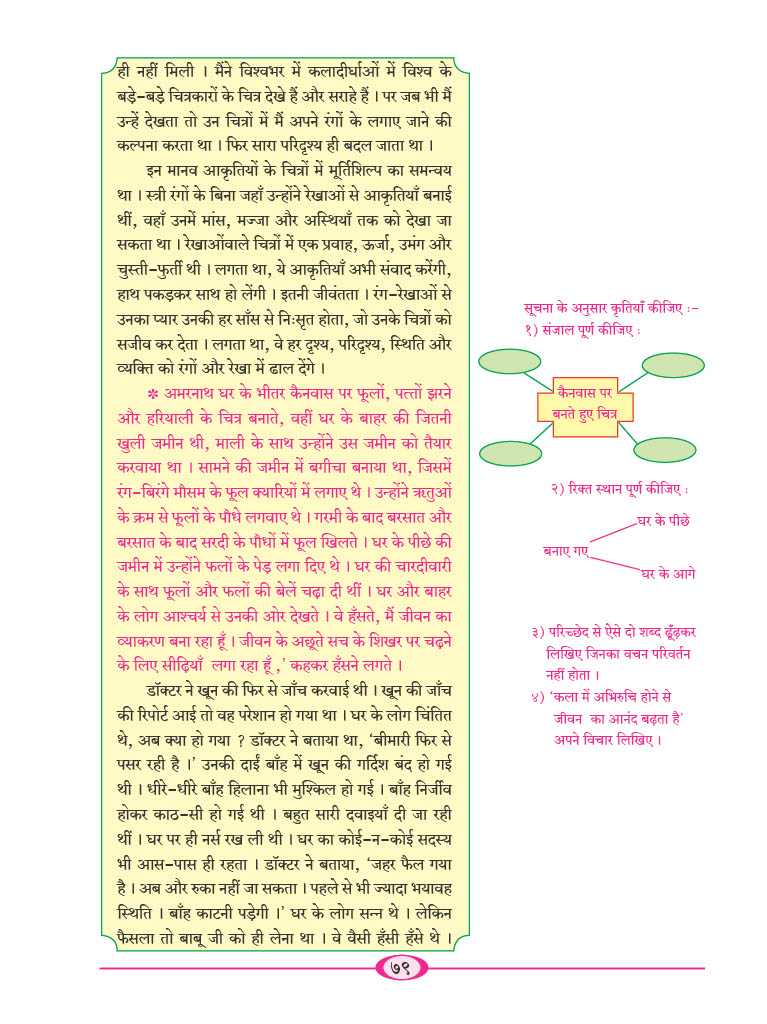 ही नहीं मिली । मैंने विश्वभर में कलादीर्घाओं में विश्व के
बड़े-बड़े चित्रकारों के चित्र देखे हैं और सराहे हैं । पर जब भी मैं
उन्हें देखता तो उन चित्रों में मैं अपने रंगों के लगाए जाने की
कल्पना करता था । फिर सारा परिदृश्य ही बदल जाता था ।
इन मानव आकृतियों के चित्रों में मूर्तिशिल्प का समन्वय
था । स्त्री रंगों के बिना जहाँ उन्होंने रेखाओं से आकृतियाँ बनाई
थीं, वहाँ उनमें मांस, मज्जा और अस्थियाँ तक को देखा जा
सकता था । रेखाओंवाले चित्रों में एक प्रवाह, ऊर्जा, उमंग और
चुस्ती-फुर्ती थी । लगता था, ये आकृतियाँ अभी संवाद करेंगी,
हाथ पकड़कर साथ हो लेंगी । इतनी जीवंतता । रंग-रेखाओं से
उनका प्यार उनकी हर साँस से निःसृत होता, जो उनके चित्रों को
सजीव कर देता । लगता था, वे हर दृश्य, परिदृश्य, स्थिति और
व्यक्ति को रंगों और रेखा में ढाल देंगे ।
✽ अमरनाथ घर के भीतर कैनवास पर फूलों, पत्तों झरने
और हरियाली के चित्र बनाते, वहीं घर के बाहर की जितनी
खुली जमीन थी, माली के साथ उन्होंने उस जमीन को तैयार
करवाया था । सामने की जमीन में बगीचा बनाया था, जिसमें
रंग-बिरंगे मौसम के फूल क्यारियों में लगाए थे । उन्होंने ऋतुओं
के क्रम से फूलों के पौधे लगवाए थे । गरमी के बाद बरसात और
बरसात के बाद सरदी के पौधों में फूल खिलते । घर के पीछे की
जमीन में उन्होंने फलों के पेड़ लगा दिए थे । घर की चारदीवारी
के साथ फूलों और फलों की बेलें चढ़ा दी थीं । घर और बाहर
के लोग आश्चर्य से उनकी ओर देखते । वे हँसते, मैं जीवन का
व्याकरण बना रहा हूँ । जीवन के अछूते सच के शिखर पर चढ़ने
के लिए सीढ़ियाँ लगा रहा हूँ ,’ कहकर हँसने लगते ।
डॉक्टर ने खून की फिर से जाँच करवाई थी । खून की जाँच
की रिपोर्ट आई तो वह परेशान हो गया था । घर के लोग चिंतित
थे, अब क्या हो गया ? डॉक्टर ने बताया था, ‘बीमारी फिर से
पसर रही है ।’ उनकी दाईं बाँह में खून की गर्दिश बंद हो गई
थी । धीरे-धीरे बाँह हिलाना भी मुश्किल हो गई । बाँह निर्जीव
होकर काठ-सी हो गई थी । बहुत सारी दवाइयाँ दी जा रही
थीं । घर पर ही नर्स रख ली थी । घर का कोई-न-कोई सदस्य
भी आस-पास ही रहता । डॉक्टर ने बताया, ‘जहर फैल गया
है । अब और रुका नहीं जा सकता । पहले से भी ज्यादा भयावह
स्थिति । बाँह काटनी पड़ेगी ।’ घर के लोग सन्न थे । लेकिन
फैसला तो बाबू जी को ही लेना था । वे वैसी हँसी हँसे थे ।
सूचना के अनुसार कृतियाँ कीजिए :-
१) संजाल पूर्ण कीजिए :
कैनवास पर
बनते हुए चित्र
२) रिक्त स्थान पूर्ण कीजिए :
घर के पीछे
बनाए गए
घर के आगे
३) परिच्छेद से ऐसे दो शब्द ढूँढ़कर
लिखिए जिनका वचन परिवर्तन
नहीं होता ।
४) ‘कला में अभिरुचि होने से
जीवन का आनंद बढ़ता है’
अपने विचार लिखिए ।
७९